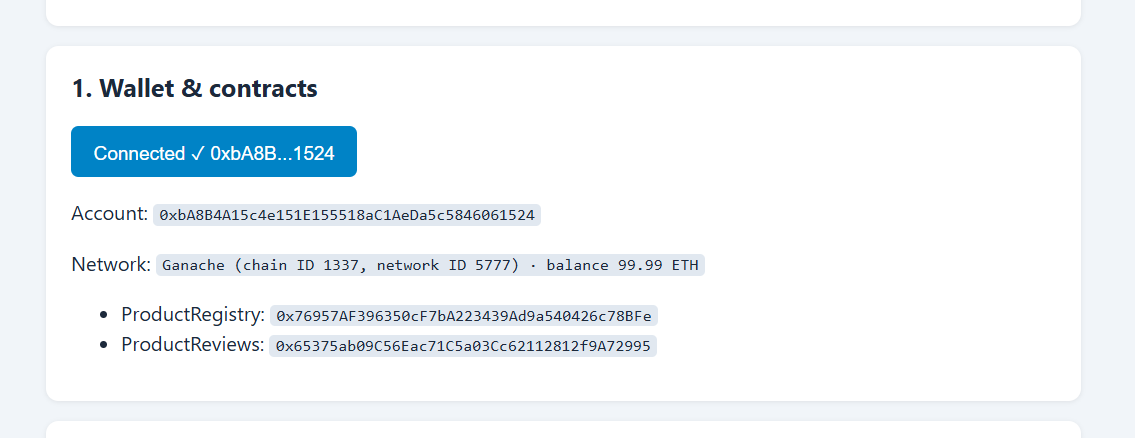 1. Wallet & contracts
Connected ✓ 0xbA8B...1524
Account: 0xbA8B4A15c4e151E155518aC1AeDa5c5846061524
Network: Ganache (chain ID 1337, network ID 5777) · balance 99.99 ETH
• ProductRegistry: 0x76957AF396350cF7bA223439Ad9a540426c78BFe
• ProductReviews: 0x65375ab09C56Eac71C5a03Cc62112812f9A72995